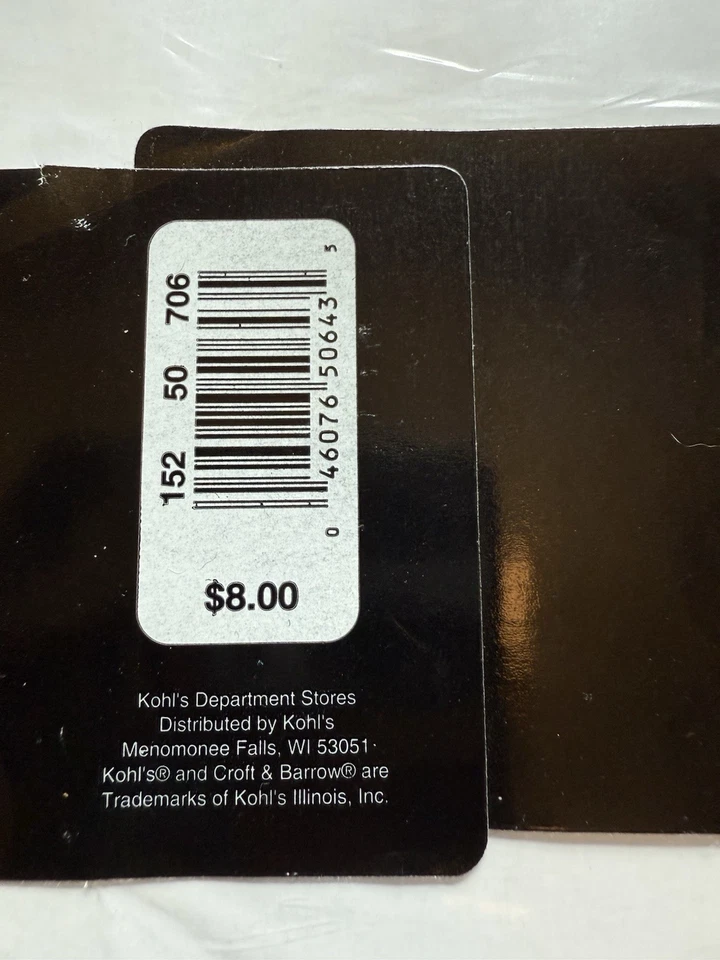 152 50 706
0 46076 50643 5
$8.00
Kohl's Department Stores
Distributed by Kohl's
Menomonee Falls, WI 53051
Kohl's® and Croft & Barrow® are
Trademarks of Kohl's Illinois, Inc.